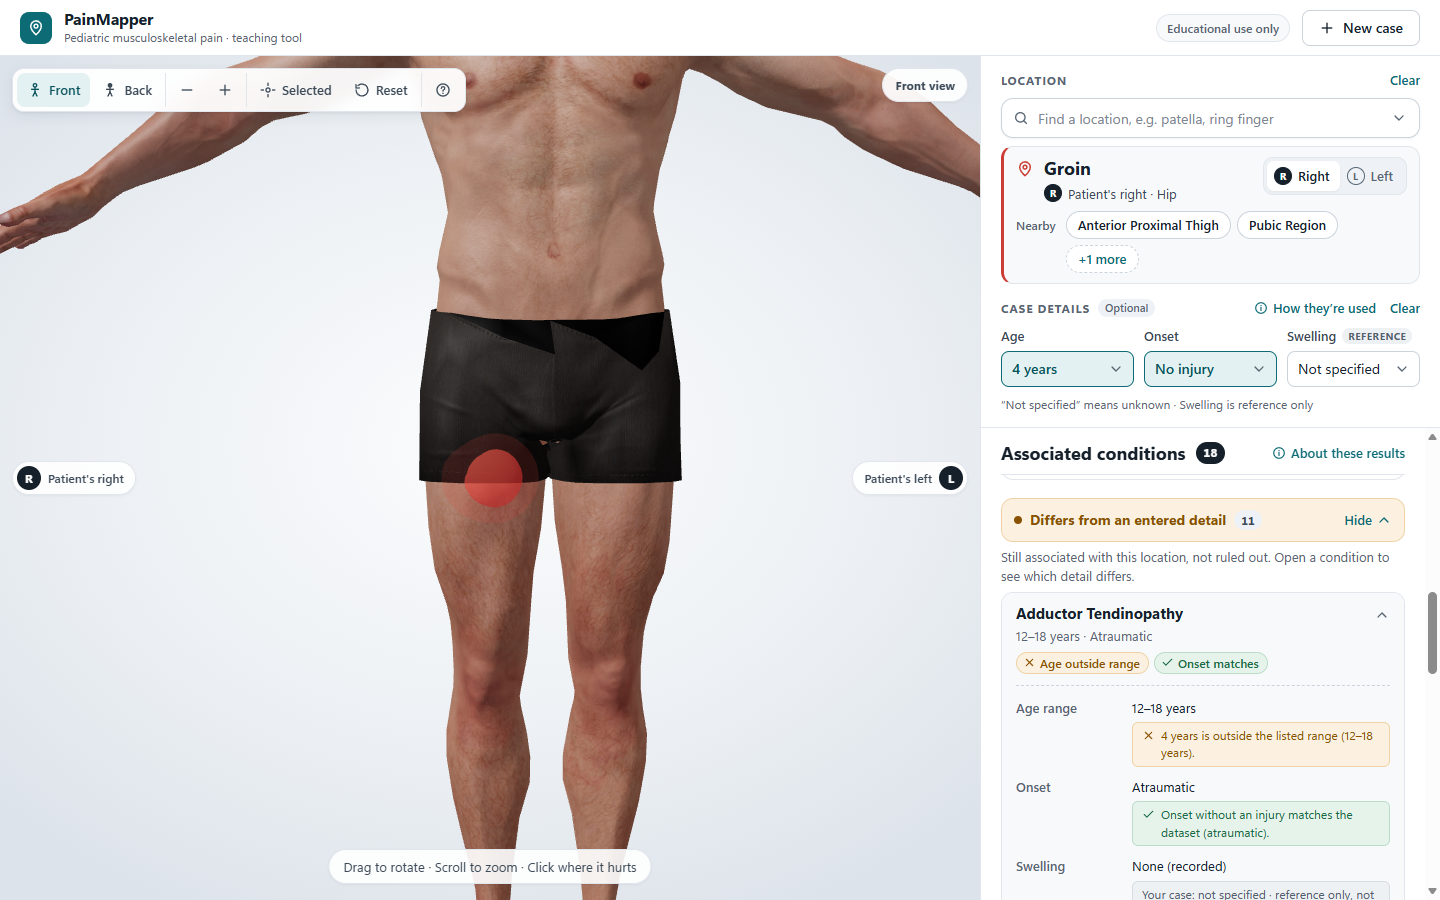 PainMapper
Pediatric musculoskeletal pain · teaching tool
Educational use only
New case
Front
Back
Selected
Reset
Front view
R Patient's right
Patient's left L
Drag to rotate · Scroll to zoom · Click where it hurts
LOCATION
Clear
Find a location, e.g. patella, ring finger
Groin
R Patient's right · Hip
R Right
L Left
Nearby
Anterior Proximal Thigh
Pubic Region
+1 more
CASE DETAILS
Optional
How they're used
Clear
Age
Onset
Swelling REFERENCE
4 years
No injury
Not specified
“Not specified” means unknown · Swelling is reference only
Associated conditions 18
About these results
Differs from an entered detail 11
Hide
Still associated with this location, not ruled out. Open a condition to
see which detail differs.
Adductor Tendinopathy
12–18 years · Atraumatic
Age outside range
Onset matches
Age range
12–18 years
4 years is outside the listed range (12–18
years).
Onset
Atraumatic
Onset without an injury matches the
dataset (atraumatic).
Swelling
None (recorded)
Your case: not specified · reference only, not